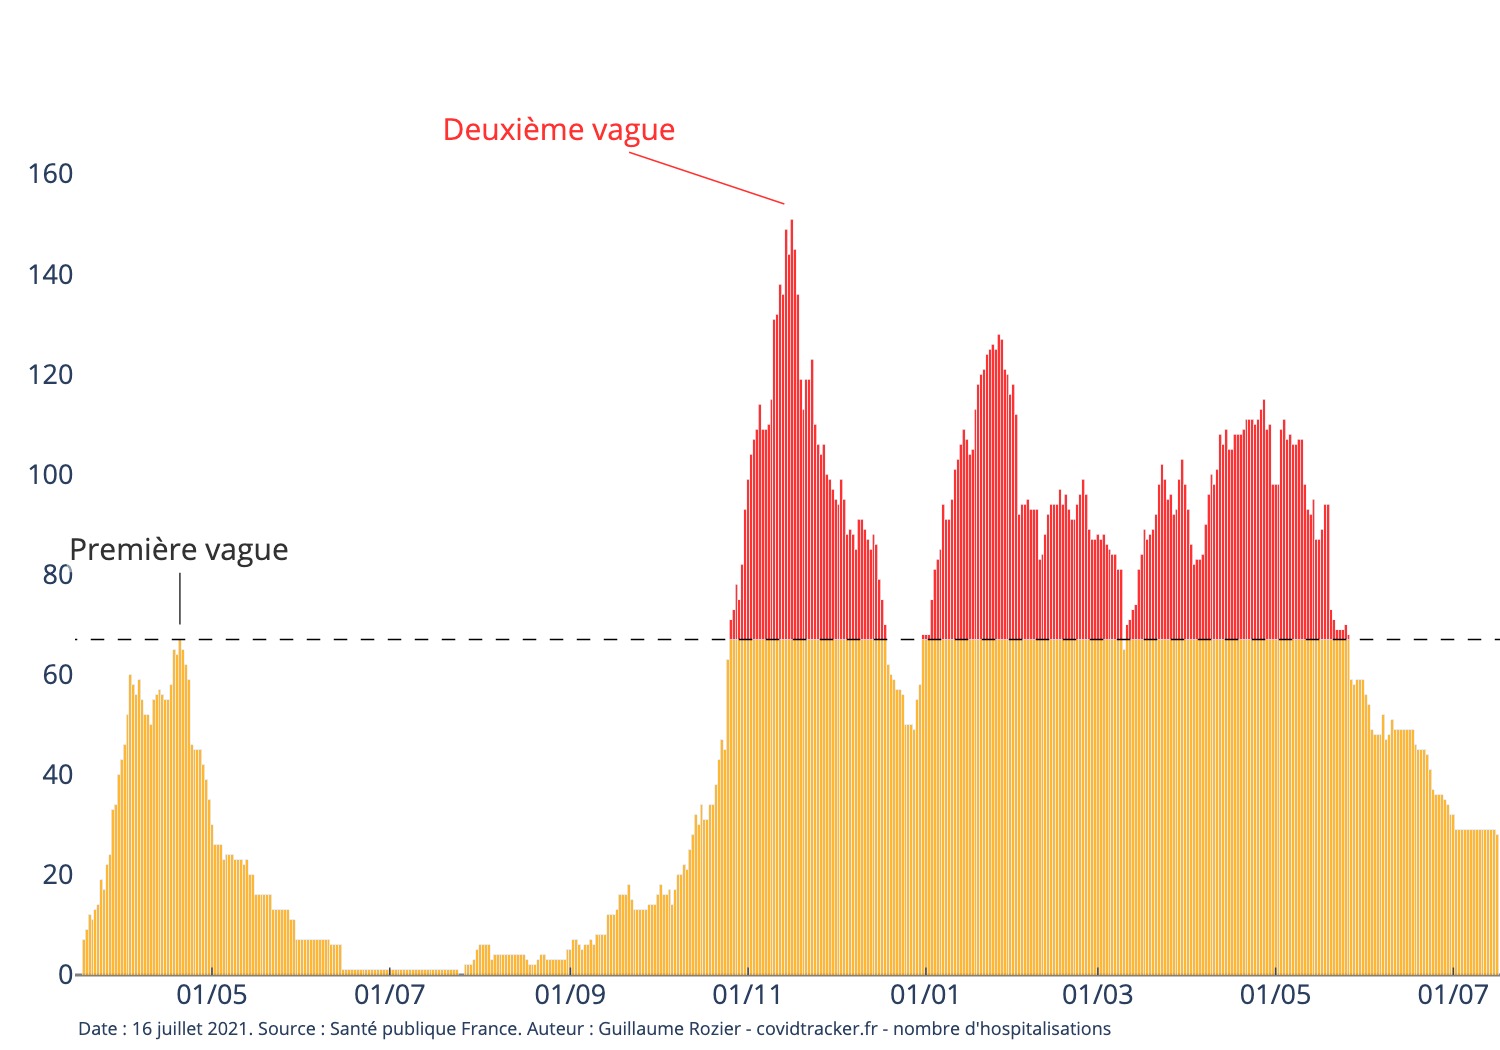 Deuxième vague
160
140
120
100
Première vague
80
60
40
20
0
01/05 01/07 01/09 01/11 01/01 01/03 01/05 01/07
Date : 16 juillet 2021. Source : Santé publique France. Auteur : Guillaume Rozier - covidtracker.fr - nombre d'hospitalisations